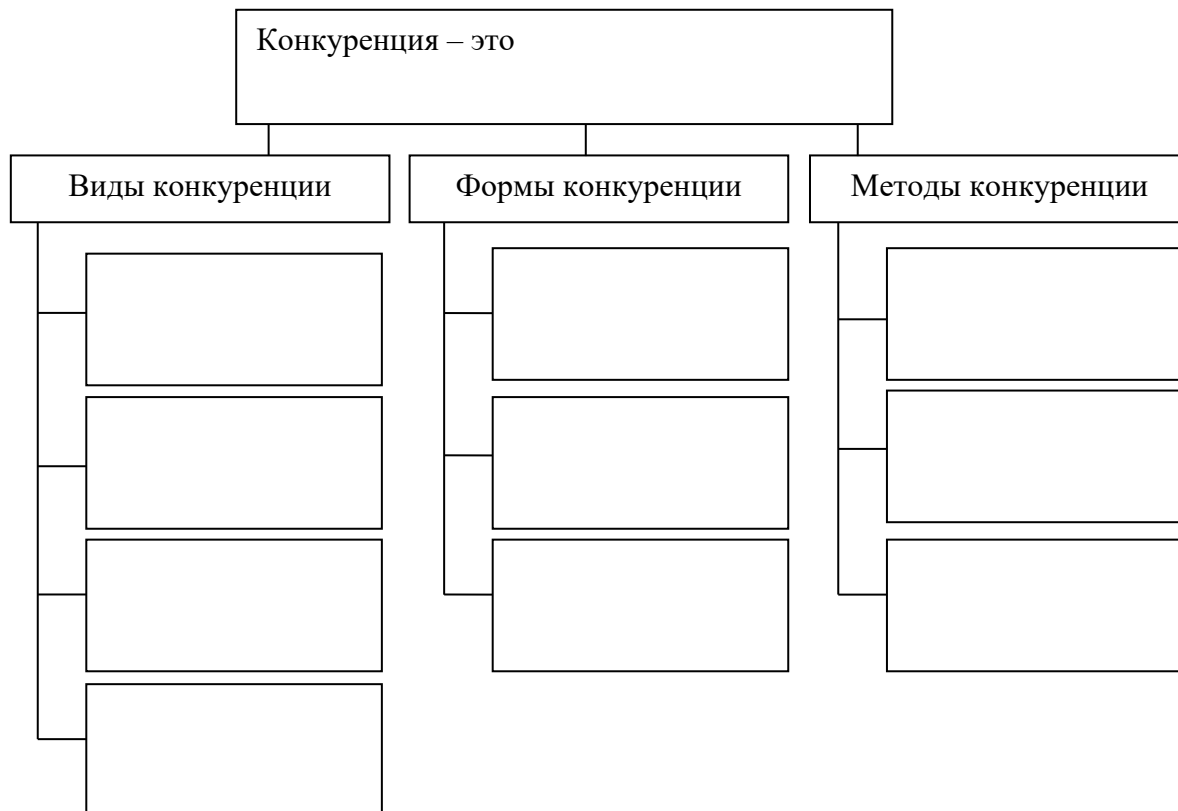 Конкуренция – это
Виды конкуренции
Формы конкуренции
Методы конкуренции